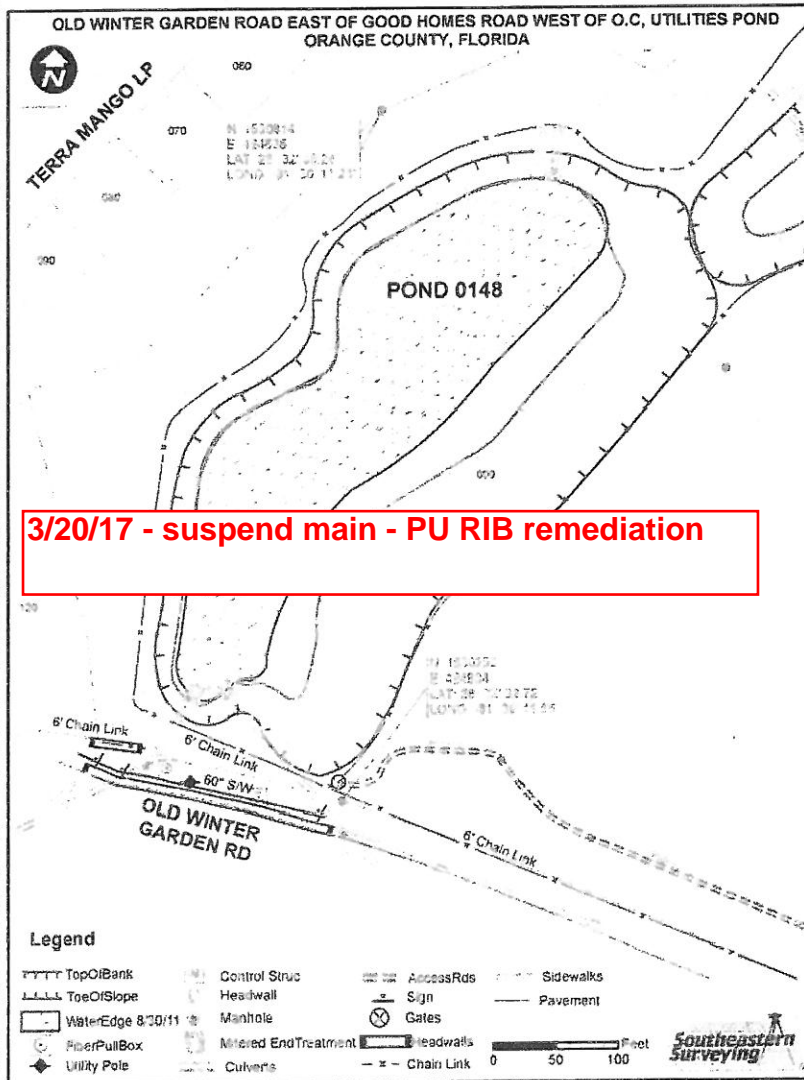 OLD WINTER GARDEN ROAD EAST OF GOOD HOMES ROAD WEST OF O.C, UTILITIES POND
ORANGE COUNTY, FLORIDA
N
TERRA MANGO LP
060
070
080
090
POND 0148
090
3/20/17 - suspend main - PU RIB remediation
120
6' Chain Link
6' Chain Link
60" S/W
OLD WINTER
GARDEN RD
6' Chain Link
Legend
TopOfBank
ToeOfSlope
WaterEdge 8/30/11
FiberPullBox
Utility Pole
Control Struc
Headwall
Manhole
Mitered EndTreatment
Culverts
AccessRds
Sign
Gates
Headwalls
Chain Link
Sidewalks
Pavement
Feet
0 50 100
Southeastern
Surveying